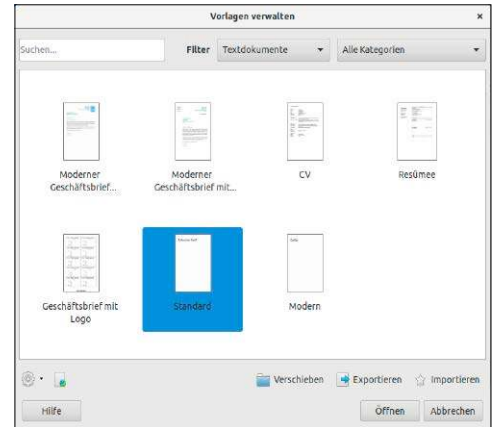 Vorlagen verwalten
Suchen... Filter Textdokumente Alle Kategorien
Moderner Geschäftsbrief...
Moderner Geschäftsbrief mit...
CV
Resümee
Geschäftsbrief mit Logo
Standard
Modern
Verschieben Exportieren Importieren
Hilfe Öffnen Abbrechen